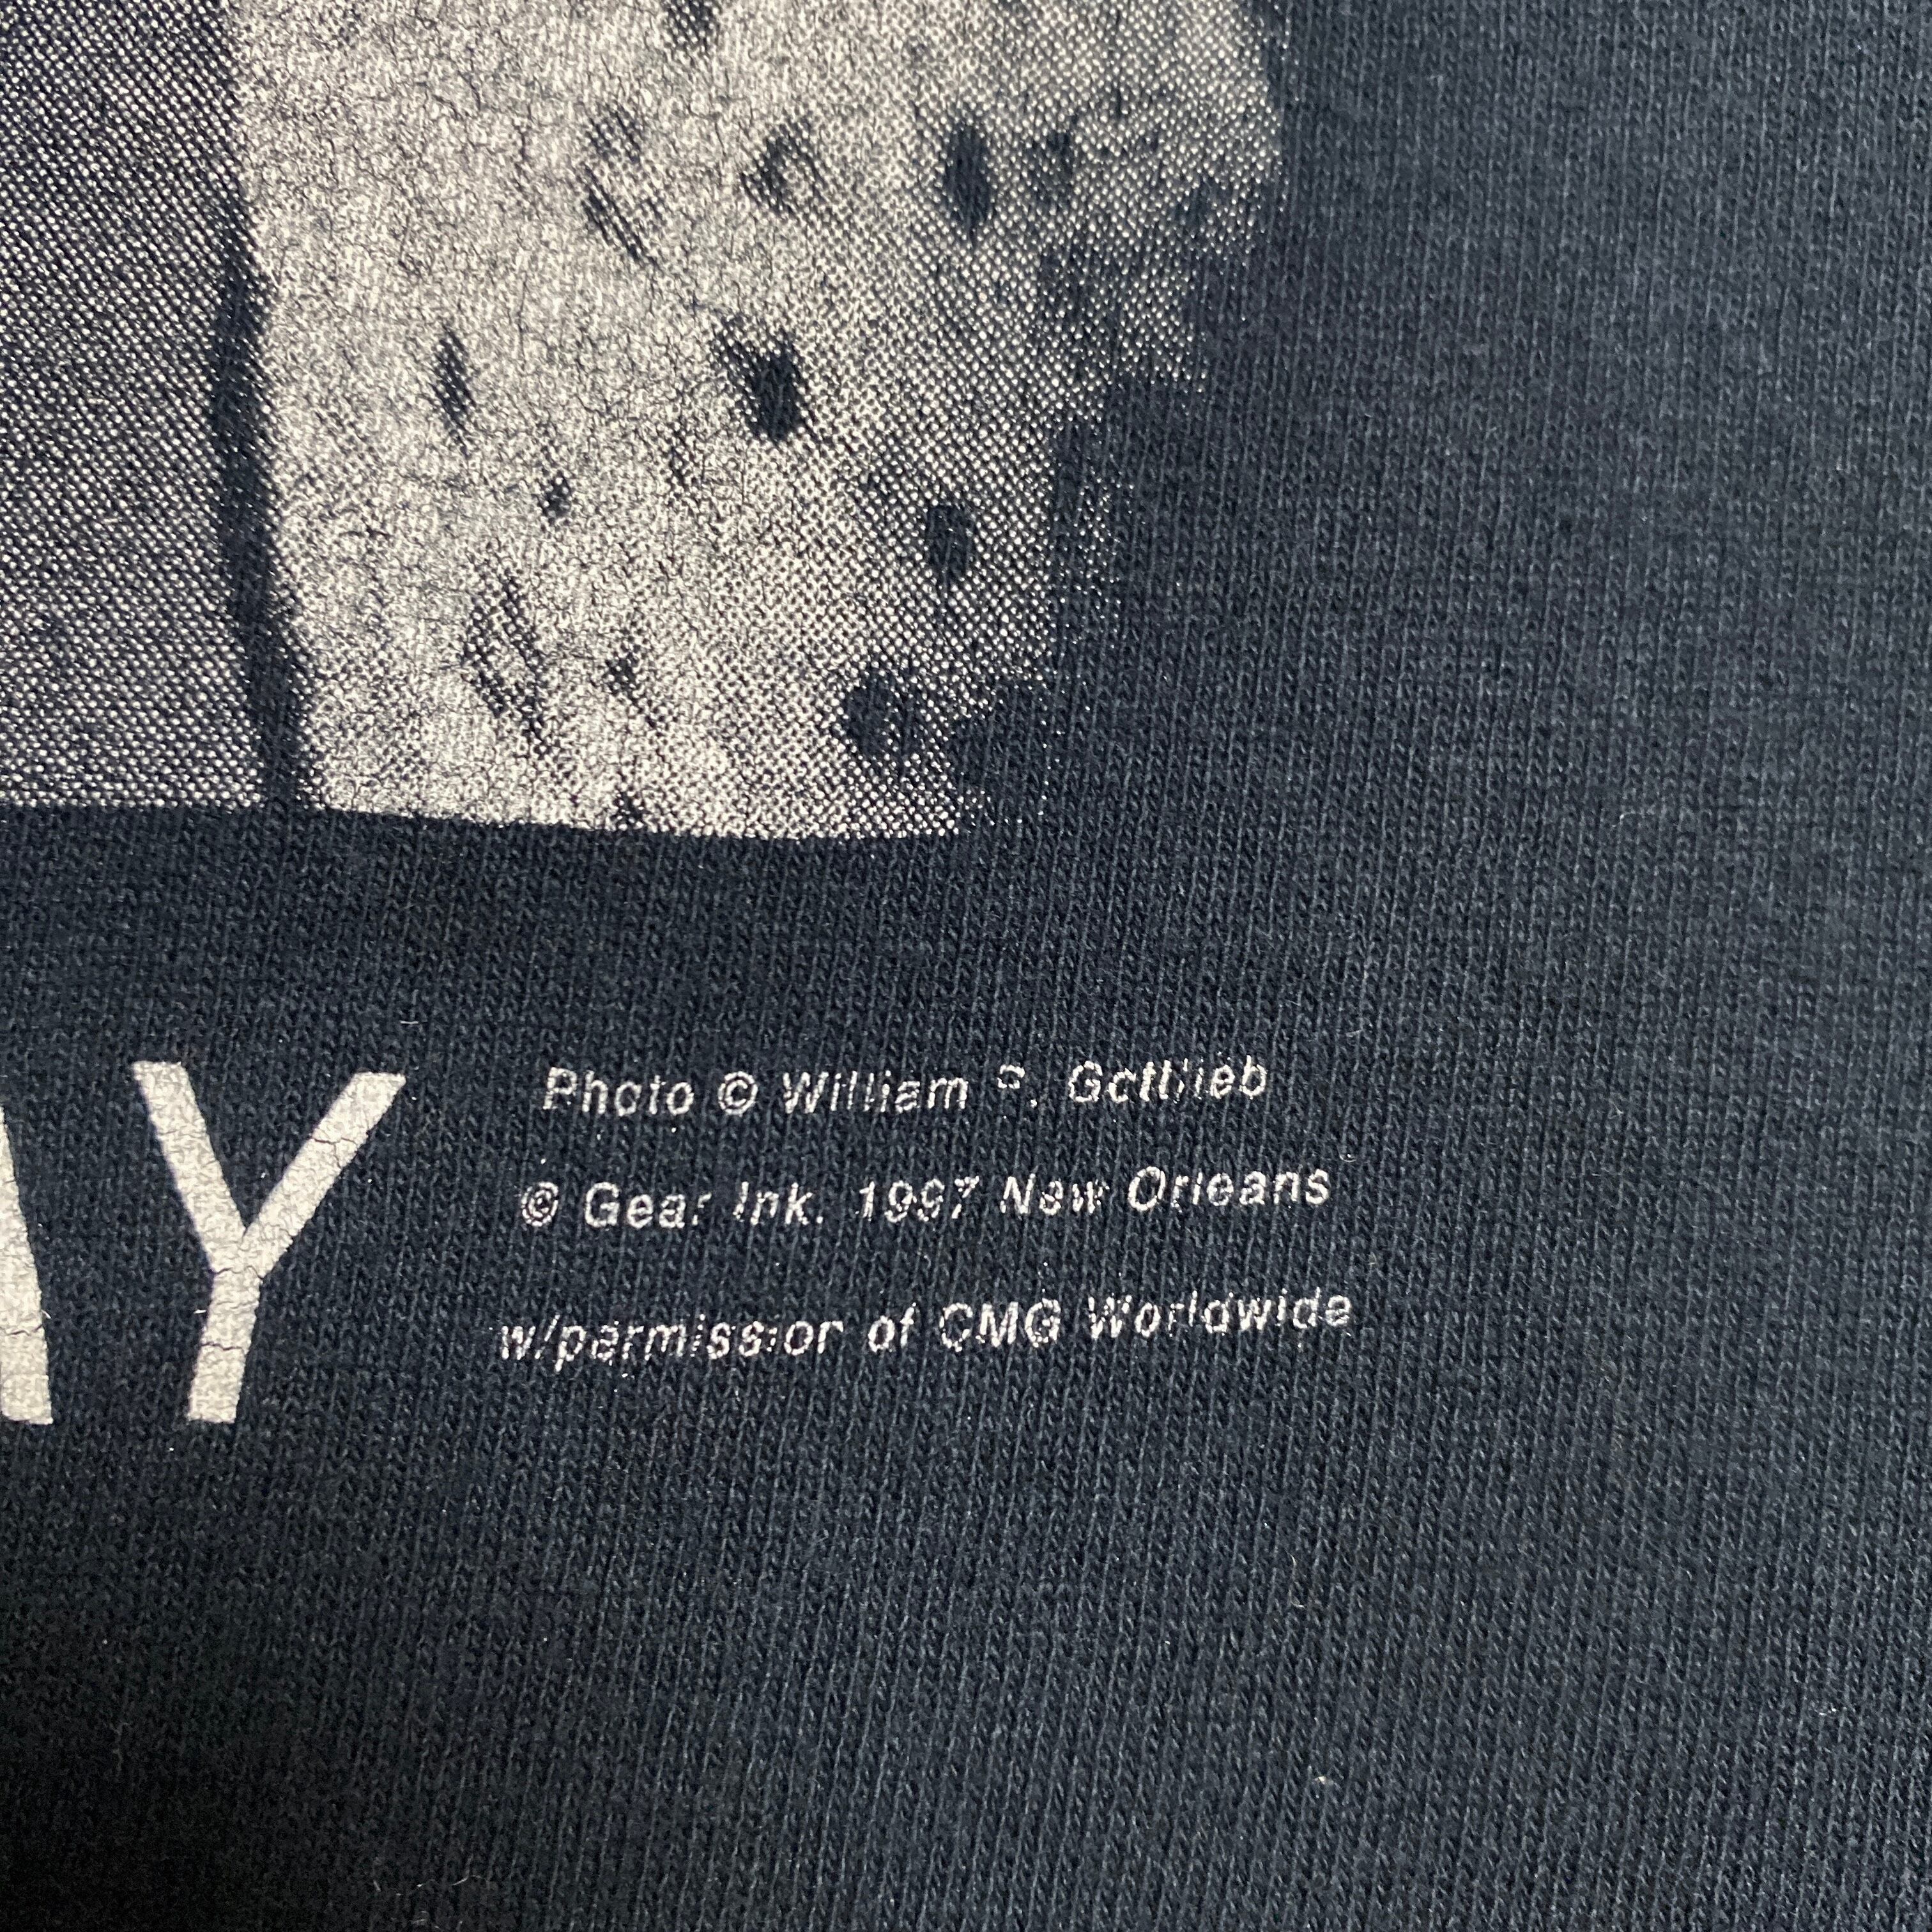 AY
Photo © William P. Gottlieb
© Gear Ink. 1997 New Orleans
w/permission of CMG Worldwide